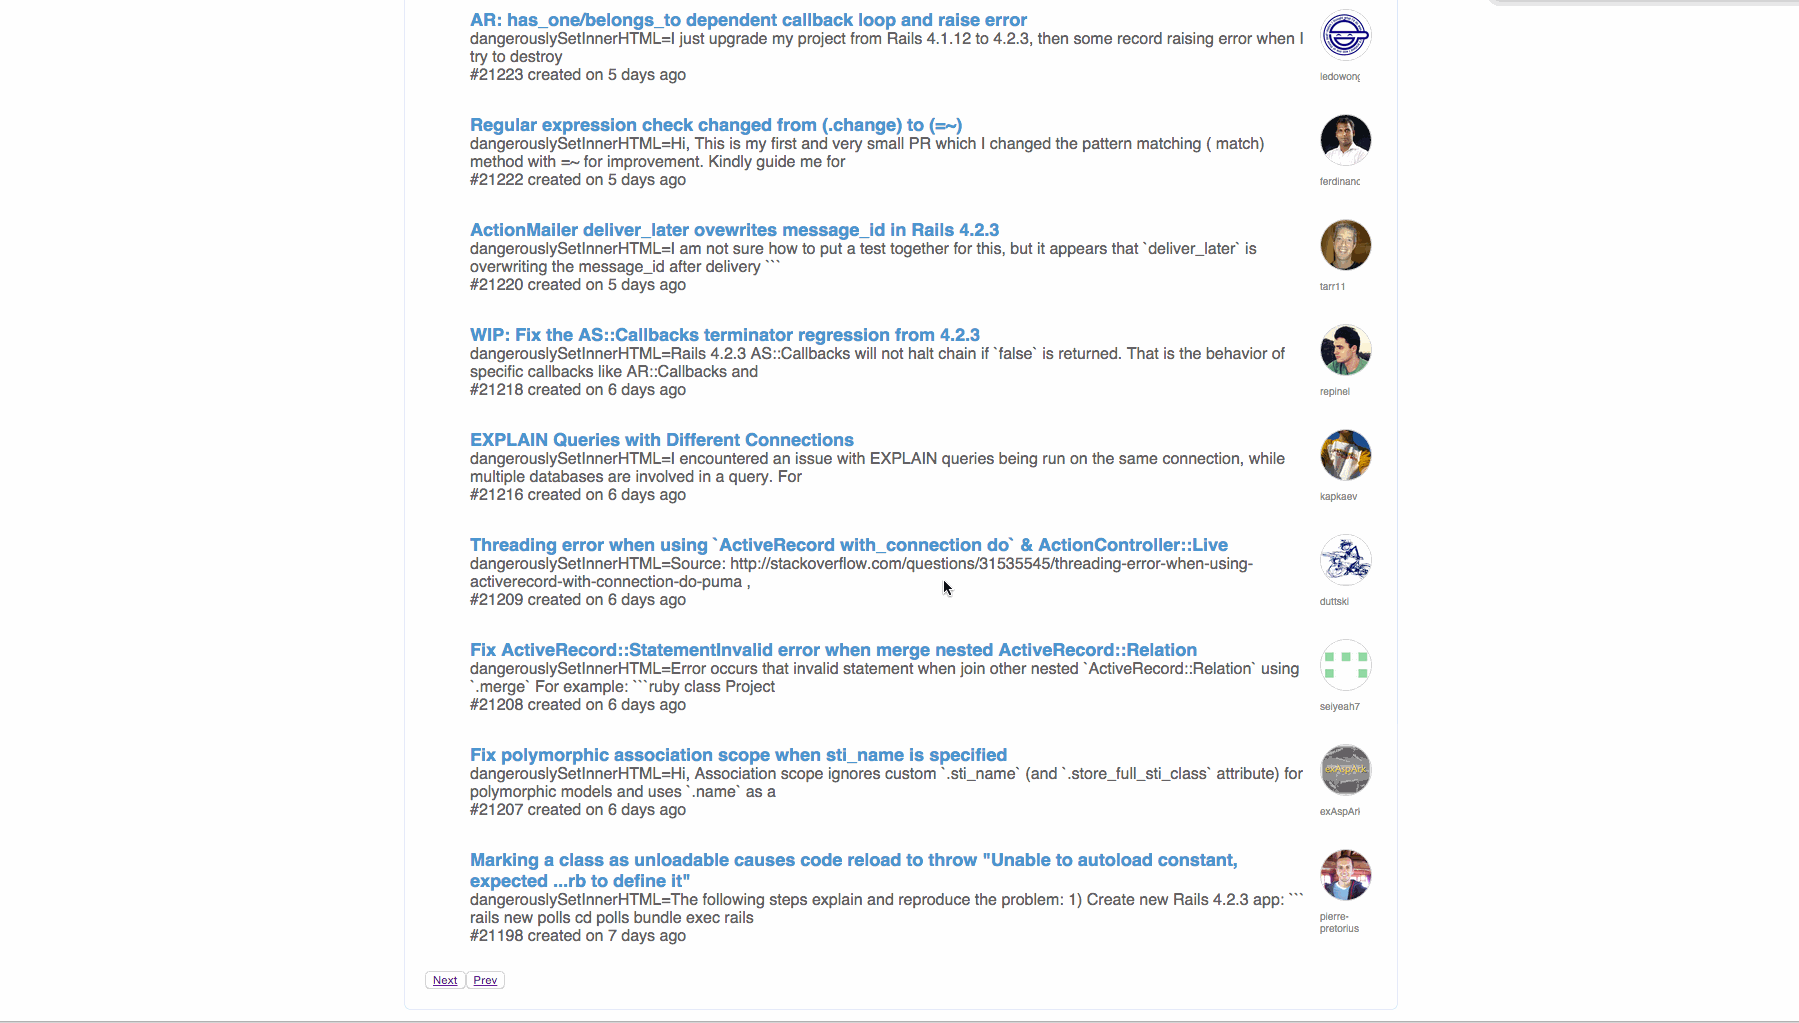 AR: has_one/belongs_to dependent callback loop and raise error
dangerouslySetInnerHTML=I just upgrade my project from Rails 4.1.12 to 4.2.3, then some record raising error when I
try to destroy
#21223 created on 5 days ago
ledowong
Regular expression check changed from (.change) to (=~)
dangerouslySetInnerHTML=Hi, This is my first and very small PR which I changed the pattern matching ( match)
method with =~ for improvement. Kindly guide me for
#21222 created on 5 days ago
ferdinanc
ActionMailer deliver_later ovewrites message_id in Rails 4.2.3
dangerouslySetInnerHTML=I am not sure how to put a test together for this, but it appears that `deliver_later` is
overwriting the message_id after delivery ```
#21220 created on 5 days ago
tarr11
WIP: Fix the AS::Callbacks terminator regression from 4.2.3
dangerouslySetInnerHTML=Rails 4.2.3 AS::Callbacks will not halt chain if `false` is returned. That is the behavior of
specific callbacks like AR::Callbacks and
#21218 created on 6 days ago
repinel
EXPLAIN Queries with Different Connections
dangerouslySetInnerHTML=I encountered an issue with EXPLAIN queries being run on the same connection, while
multiple databases are involved in a query. For
#21216 created on 6 days ago
kapkaev
Threading error when using `ActiveRecord with_connection do` & ActionController::Live
dangerouslySetInnerHTML=Source: http://stackoverflow.com/questions/31535545/threading-error-when-using-
activerecord-with-connection-do-puma ,
#21209 created on 6 days ago
duttski
Fix ActiveRecord::StatementInvalid error when merge nested ActiveRecord::Relation
dangerouslySetInnerHTML=Error occurs that invalid statement when join other nested `ActiveRecord::Relation` using
`.merge` For example: ```ruby class Project
#21208 created on 6 days ago
seiyeah7
Fix polymorphic association scope when sti_name is specified
dangerouslySetInnerHTML=Hi, Association scope ignores custom `.sti_name` (and `.store_full_sti_class` attribute) for
polymorphic models and uses `.name` as a
#21207 created on 6 days ago
exAspArk
exAspArk
Marking a class as unloadable causes code reload to throw "Unable to autoload constant,
expected ...rb to define it"
dangerouslySetInnerHTML=The following steps explain and reproduce the problem: 1) Create new Rails 4.2.3 app: ```
rails new polls cd polls bundle exec rails
#21198 created on 7 days ago
pierre-
pretorius
Next Prev